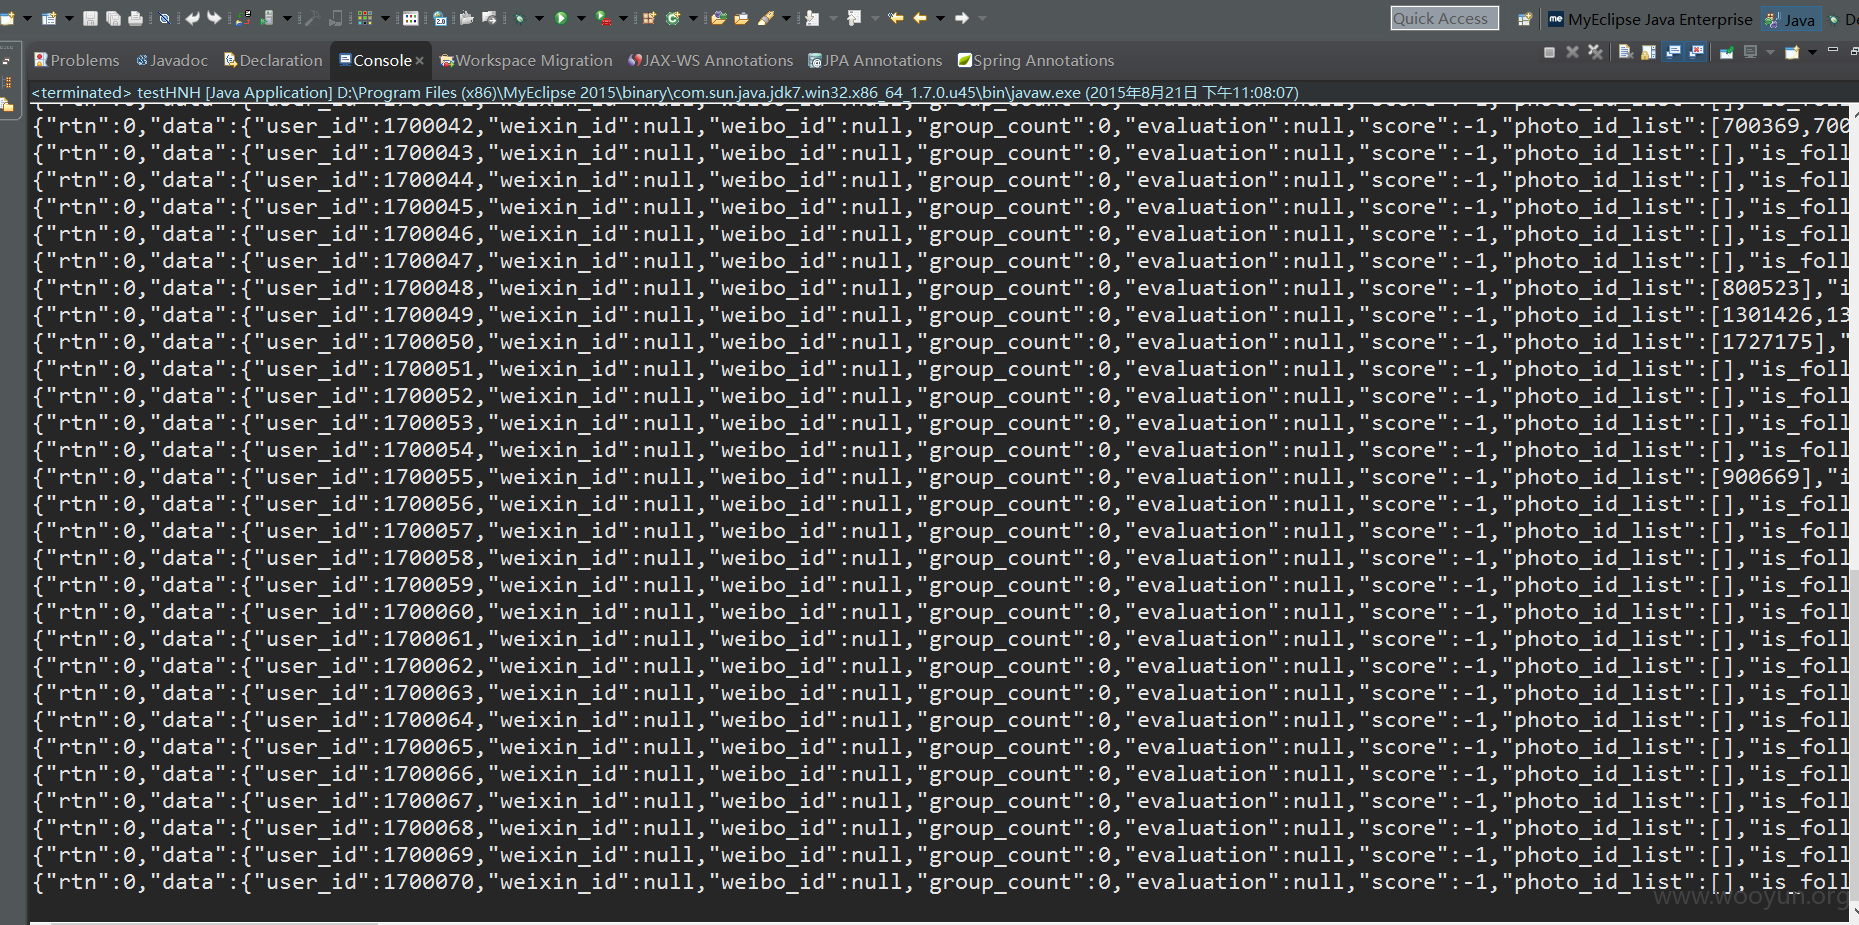 Quick Access
MyEclipse Java Enterprise
Java
De
Problems
Javadoc
Declaration
Console
Workspace Migration
JAX-WS Annotations
JPA Annotations
Spring Annotations
<terminated> testHNH [Java Application] D:\Program Files (x86)\MyEclipse 2015\binary\com.sun.java.jdk7.win32.x86_64_1.7.0.u45\bin\javaw.exe (2015年8月21日 下午11:08:07)
{"rtn":0,"data":{"user_id":1700042,"weixin_id":null,"weibo_id":null,"group_count":0,"evaluation":null,"score":-1,"photo_id_list":[700369,700
{"rtn":0,"data":{"user_id":1700043,"weixin_id":null,"weibo_id":null,"group_count":0,"evaluation":null,"score":-1,"photo_id_list":[],"is_foll
{"rtn":0,"data":{"user_id":1700044,"weixin_id":null,"weibo_id":null,"group_count":0,"evaluation":null,"score":-1,"photo_id_list":[],"is_foll
{"rtn":0,"data":{"user_id":1700045,"weixin_id":null,"weibo_id":null,"group_count":0,"evaluation":null,"score":-1,"photo_id_list":[],"is_foll
{"rtn":0,"data":{"user_id":1700046,"weixin_id":null,"weibo_id":null,"group_count":0,"evaluation":null,"score":-1,"photo_id_list":[],"is_foll
{"rtn":0,"data":{"user_id":1700047,"weixin_id":null,"weibo_id":null,"group_count":0,"evaluation":null,"score":-1,"photo_id_list":[],"is_foll
{"rtn":0,"data":{"user_id":1700048,"weixin_id":null,"weibo_id":null,"group_count":0,"evaluation":null,"score":-1,"photo_id_list":[800523],"i
{"rtn":0,"data":{"user_id":1700049,"weixin_id":null,"weibo_id":null,"group_count":0,"evaluation":null,"score":-1,"photo_id_list":[1301426,13
{"rtn":0,"data":{"user_id":1700050,"weixin_id":null,"weibo_id":null,"group_count":0,"evaluation":null,"score":-1,"photo_id_list":[1727175],"
{"rtn":0,"data":{"user_id":1700051,"weixin_id":null,"weibo_id":null,"group_count":0,"evaluation":null,"score":-1,"photo_id_list":[],"is_foll
{"rtn":0,"data":{"user_id":1700052,"weixin_id":null,"weibo_id":null,"group_count":0,"evaluation":null,"score":-1,"photo_id_list":[],"is_foll
{"rtn":0,"data":{"user_id":1700053,"weixin_id":null,"weibo_id":null,"group_count":0,"evaluation":null,"score":-1,"photo_id_list":[],"is_foll
{"rtn":0,"data":{"user_id":1700054,"weixin_id":null,"weibo_id":null,"group_count":0,"evaluation":null,"score":-1,"photo_id_list":[],"is_foll
{"rtn":0,"data":{"user_id":1700055,"weixin_id":null,"weibo_id":null,"group_count":0,"evaluation":null,"score":-1,"photo_id_list":[900669],"i
{"rtn":0,"data":{"user_id":1700056,"weixin_id":null,"weibo_id":null,"group_count":0,"evaluation":null,"score":-1,"photo_id_list":[],"is_foll
{"rtn":0,"data":{"user_id":1700057,"weixin_id":null,"weibo_id":null,"group_count":0,"evaluation":null,"score":-1,"photo_id_list":[],"is_foll
{"rtn":0,"data":{"user_id":1700058,"weixin_id":null,"weibo_id":null,"group_count":0,"evaluation":null,"score":-1,"photo_id_list":[],"is_foll
{"rtn":0,"data":{"user_id":1700059,"weixin_id":null,"weibo_id":null,"group_count":0,"evaluation":null,"score":-1,"photo_id_list":[],"is_foll
{"rtn":0,"data":{"user_id":1700060,"weixin_id":null,"weibo_id":null,"group_count":0,"evaluation":null,"score":-1,"photo_id_list":[],"is_foll
{"rtn":0,"data":{"user_id":1700061,"weixin_id":null,"weibo_id":null,"group_count":0,"evaluation":null,"score":-1,"photo_id_list":[],"is_foll
{"rtn":0,"data":{"user_id":1700062,"weixin_id":null,"weibo_id":null,"group_count":0,"evaluation":null,"score":-1,"photo_id_list":[],"is_foll
{"rtn":0,"data":{"user_id":1700063,"weixin_id":null,"weibo_id":null,"group_count":0,"evaluation":null,"score":-1,"photo_id_list":[],"is_foll
{"rtn":0,"data":{"user_id":1700064,"weixin_id":null,"weibo_id":null,"group_count":0,"evaluation":null,"score":-1,"photo_id_list":[],"is_foll
{"rtn":0,"data":{"user_id":1700065,"weixin_id":null,"weibo_id":null,"group_count":0,"evaluation":null,"score":-1,"photo_id_list":[],"is_foll
{"rtn":0,"data":{"user_id":1700066,"weixin_id":null,"weibo_id":null,"group_count":0,"evaluation":null,"score":-1,"photo_id_list":[],"is_foll
{"rtn":0,"data":{"user_id":1700067,"weixin_id":null,"weibo_id":null,"group_count":0,"evaluation":null,"score":-1,"photo_id_list":[],"is_foll
{"rtn":0,"data":{"user_id":1700068,"weixin_id":null,"weibo_id":null,"group_count":0,"evaluation":null,"score":-1,"photo_id_list":[],"is_foll
{"rtn":0,"data":{"user_id":1700069,"weixin_id":null,"weibo_id":null,"group_count":0,"evaluation":null,"score":-1,"photo_id_list":[],"is_foll
{"rtn":0,"data":{"user_id":1700070,"weixin_id":null,"weibo_id":null,"group_count":0,"evaluation":null,"score":-1,"photo_id_list":[],"is_foll
www.wooyun.org